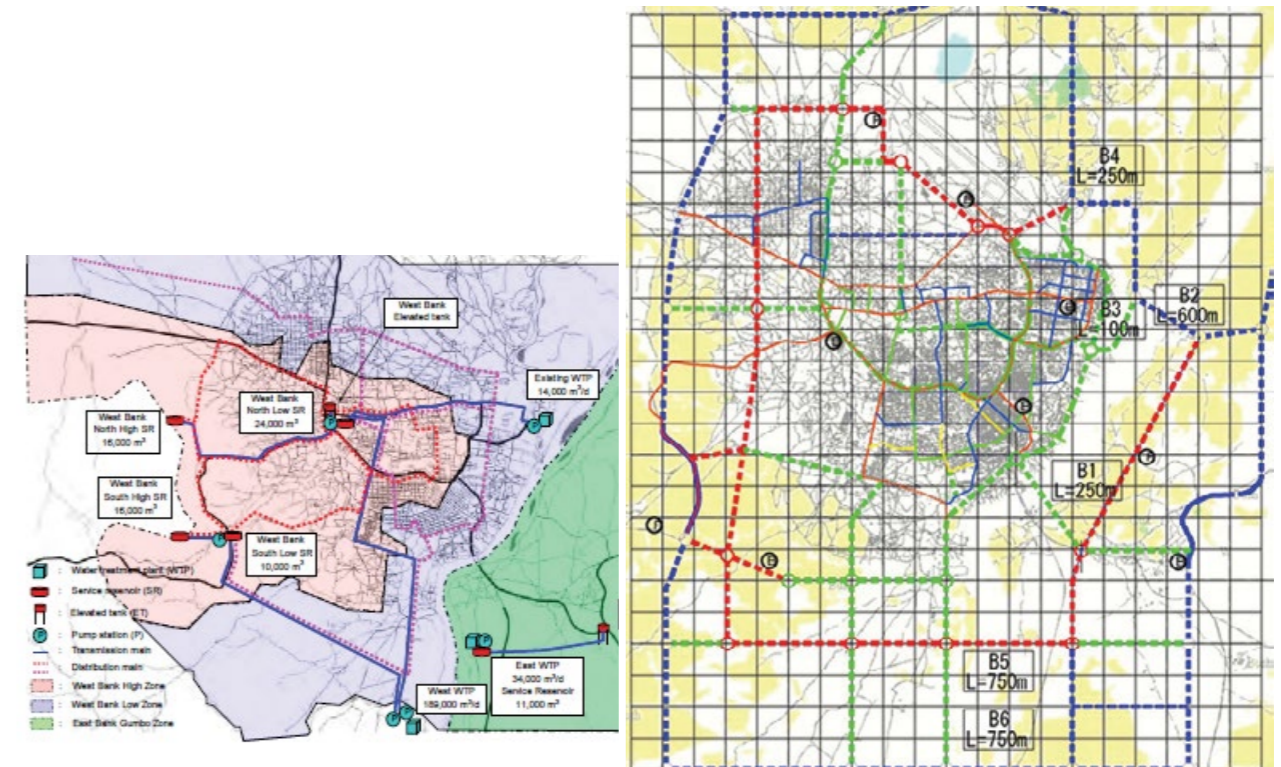 West Bank
Elevated tank
Existing WTP
14,000 m³/d
West Bank
North Low SR
24,000 m³
West Bank
North High SR
16,000 m³
West Bank
South High SR
16,000 m³
West Bank
South Low SR
10,000 m³
: Water treatment plant (WTP)
: Service reservoir (SR)
: Elevated tank (ET)
P : Pump station (P)
: Transmission main
: Distribution main
: West Bank High Zone
: West Bank Low Zone
: East Bank Gumbo Zone
East WTP
34,000 m³/d
Service Reservoir
11,000 m³
West WTP
189,000 m³/d
B4
L=250m
B2
L=600m
B3
L=100m
B1
L=250m
B5
L=750m
B6
L=750m